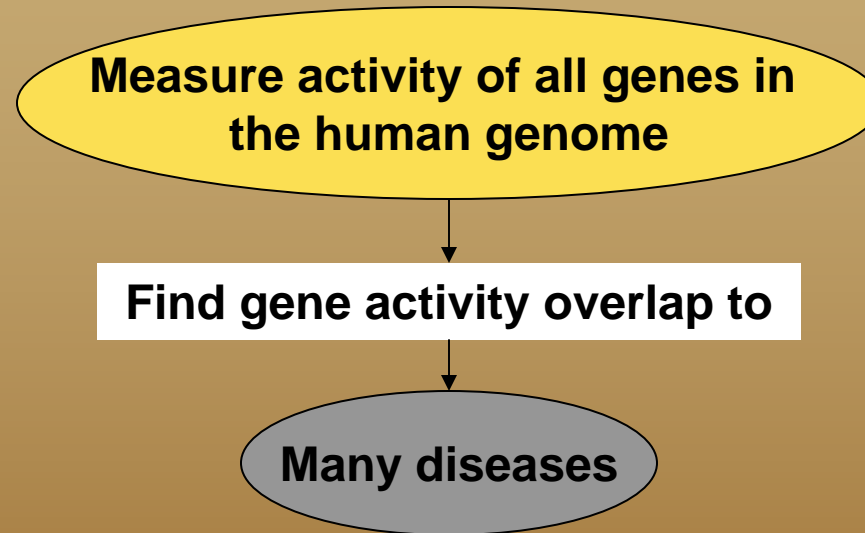 Measure activity of all genes in
the human genome
Find gene activity overlap to
Many diseases